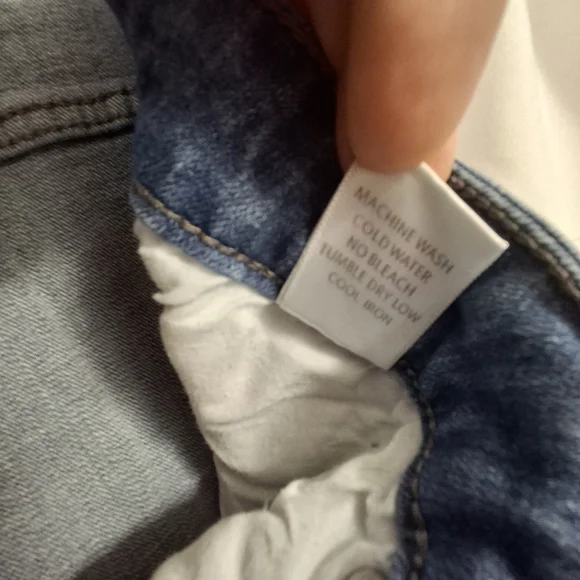 MACHINE WASH
COLD WATER
NO BLEACH
TUMBLE DRY LOW
COOL IRON